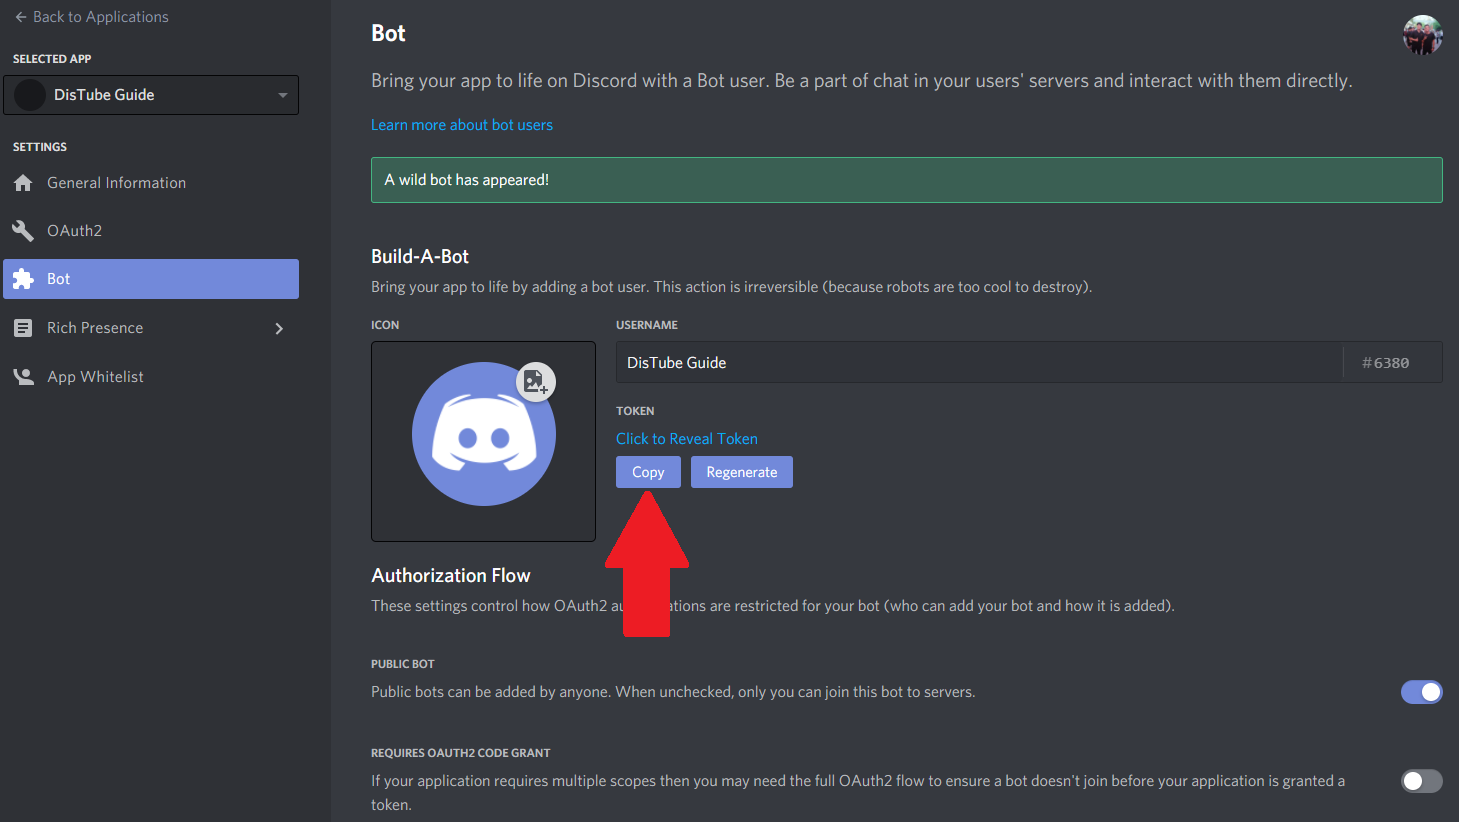 Back to Applications
SELECTED APP
DisTube Guide
SETTINGS
General Information
OAuth2
Bot
Rich Presence
App Whitelist
Bot
Bring your app to life on Discord with a Bot user. Be a part of chat in your users' servers and interact with them directly.
Learn more about bot users
A wild bot has appeared!
Build-A-Bot
Bring your app to life by adding a bot user. This action is irreversible (because robots are too cool to destroy).
ICON
USERNAME
DisTube Guide #6380
TOKEN
Click to Reveal Token
Copy Regenerate
Authorization Flow
These settings control how OAuth2 are restricted for your bot (who can add your bot and how it is added).
PUBLIC BOT
Public bots can be added by anyone. When unchecked, only you can join this bot to servers.
REQUIRES OAUTH2 CODE GRANT
If your application requires multiple scopes then you may need the full OAuth2 flow to ensure a bot doesn't join before your application is granted a
token.